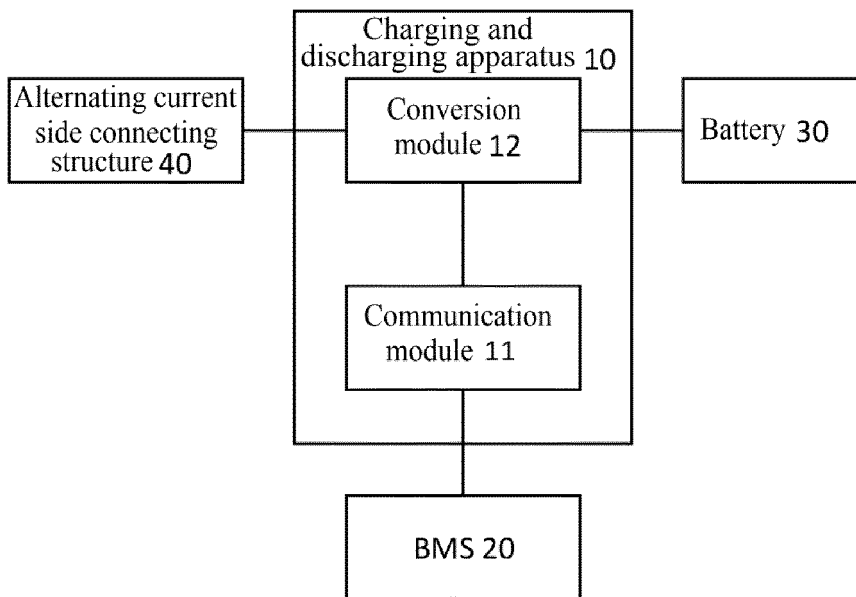 Charging and
discharging apparatus 10
Alternating current
side connecting
structure 40
Conversion
module 12
Battery 30
Communication
module 11
BMS 20